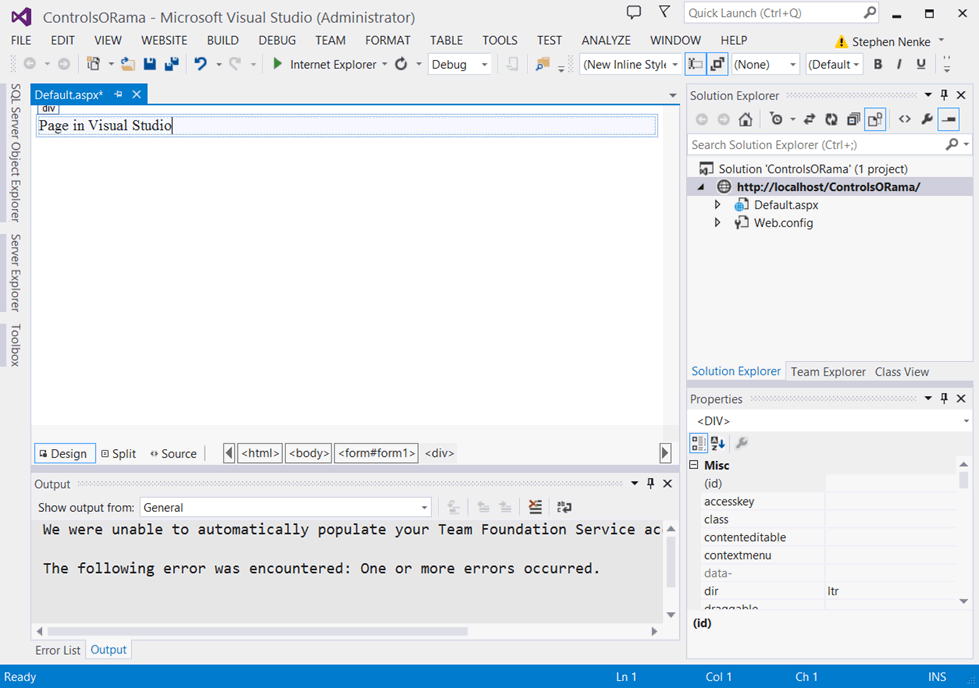 ControlsORama - Microsoft Visual Studio (Administrator)
Quick Launch (Ctrl+Q)
FILE EDIT VIEW WEBSITE BUILD DEBUG TEAM FORMAT TABLE TOOLS TEST ANALYZE WINDOW HELP
Stephen Nenke
Internet Explorer Debug (New Inline Style (None) (Default B I U
SQL Server Object Explorer
Server Explorer
Toolbox
Default.aspx*
div
Page in Visual Studio
Design Split Source <html> <body> <form#form1> <div>
Output
Show output from: General
We were unable to automatically populate your Team Foundation Service ac
The following error was encountered: One or more errors occurred.
Error List Output
Solution Explorer
Search Solution Explorer (Ctrl+;)
Solution 'ControlsORama' (1 project)
http://localhost/ControlsORama/
Default.aspx
Web.config
Solution Explorer Team Explorer Class View
Properties
<DIV>
Misc
(id)
accesskey
class
contenteditable
contextmenu
data-
dir ltr
draggable
(id)
Ready Ln 1 Col 1 Ch 1 INS